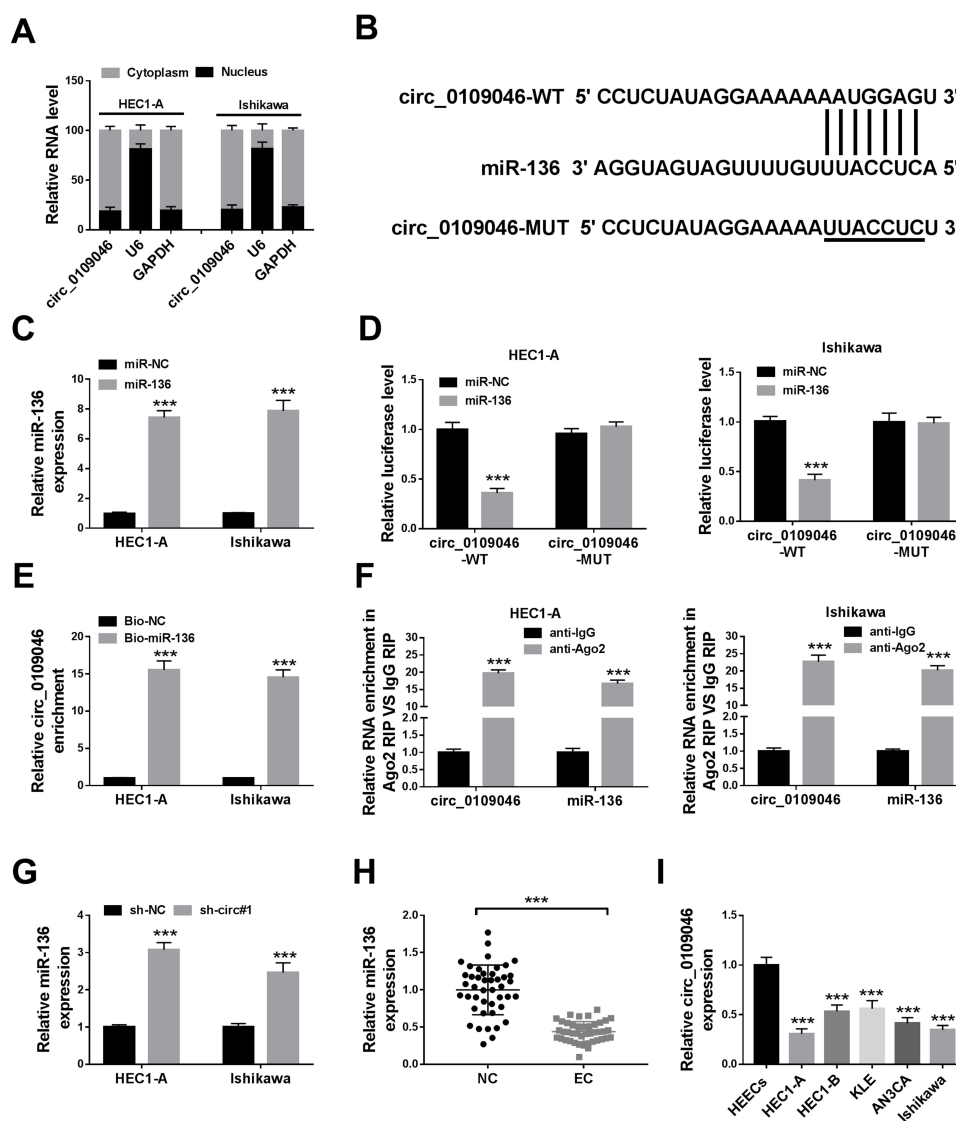 A
Cytoplasm Nucleus
HEC1-A Ishikawa
Relative RNA level
150
100
50
0
circ_0109046 U6 GAPDH circ_0109046 U6 GAPDH
B
circ_0109046-WT 5' CCUCUAUAGGAAAAAAAUGGAGU 3'
miR-136 3' AGGUAGUAGUUUUGUUUACCUCA 5'
circ_0109046-MUT 5' CCUCUAUAGGAAAAAUUACCUCU 3'
C
miR-NC
miR-136
Relative miR-136
expression
10
8
6
4
2
0
*** ***
HEC1-A Ishikawa
D
HEC1-A
miR-NC
miR-136
Relative luciferase level
1.5
1.0
0.5
0.0
***
circ_0109046
-WT
circ_0109046
-MUT
Ishikawa
miR-NC
miR-136
Relative luciferase level
1.5
1.0
0.5
0.0
***
circ_0109046
-WT
circ_0109046
-MUT
E
Bio-NC
Bio-miR-136
Relative circ_0109046
enrichment
20
15
10
5
0
*** ***
HEC1-A Ishikawa
F
HEC1-A
anti-IgG
anti-Ago2
Relative RNA enrichment in
Ago2 RIP VS IgG RIP
30
25
20
15
10
2.0
1.5
1.0
0.5
0.0
*** ***
circ_0109046 miR-136
Ishikawa
anti-IgG
anti-Ago2
Relative RNA enrichment in
Ago2 RIP VS IgG RIP
30
25
20
15
10
2.0
1.5
1.0
0.5
0.0
*** ***
circ_0109046 miR-136
G
sh-NC sh-circ#1
Relative miR-136
expression
4
3
2
1
0
*** ***
HEC1-A Ishikawa
H
Relative miR-136
expression
2.0
1.5
1.0
0.5
0.0
***
NC EC
I
Relative circ_0109046
expression
1.5
1.0
0.5
0.0
*** *** *** *** ***
HEECs HEC1-A HEC1-B KLE AN3CA Ishikawa